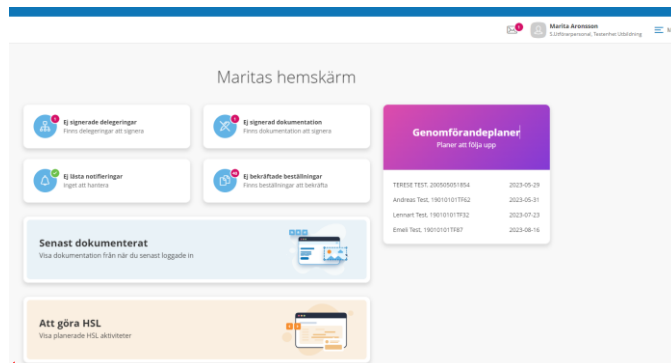 Marita Aronsson
Maritas hemskärm
Ej signerade delegeringar
Finns delegeringar att signera
Ej signerad dokumentation
Finns dokumentation att signera
Ej lästa notifieringar
Inget att hantera
Ej bekräftade beställningar
Finns beställningar att bekräfta
Genomförandeplaner
Planer att följa upp
TERESE TEST, 200505051854 2023-05-29
Andreas Test, 19010101TF62 2023-05-31
Lennart Test, 19010101TF32 2023-07-23
Emeli Test, 19010101TF87 2023-08-16
Senast dokumenterat
Visa dokumentation från när du senast loggade in
Att göra HSL
Visa planerade HSL aktiviteter